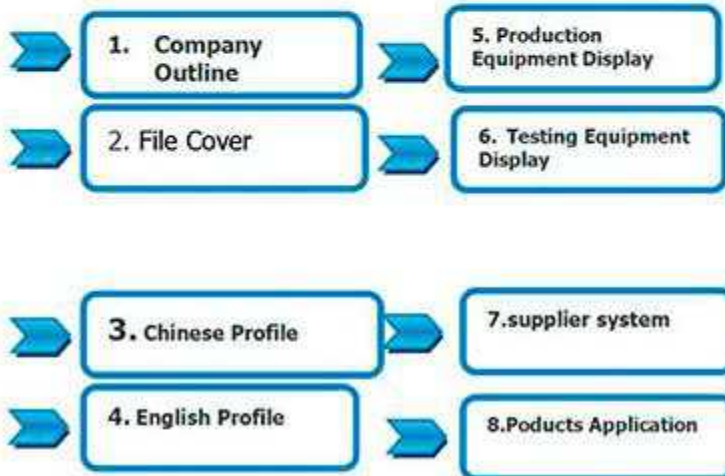 1. Company
Outline
2. File Cover
3. Chinese Profile
4. English Profile
5. Production
Equipment Display
6. Testing Equipment
Display
7.supplier system
8.Poducts Application